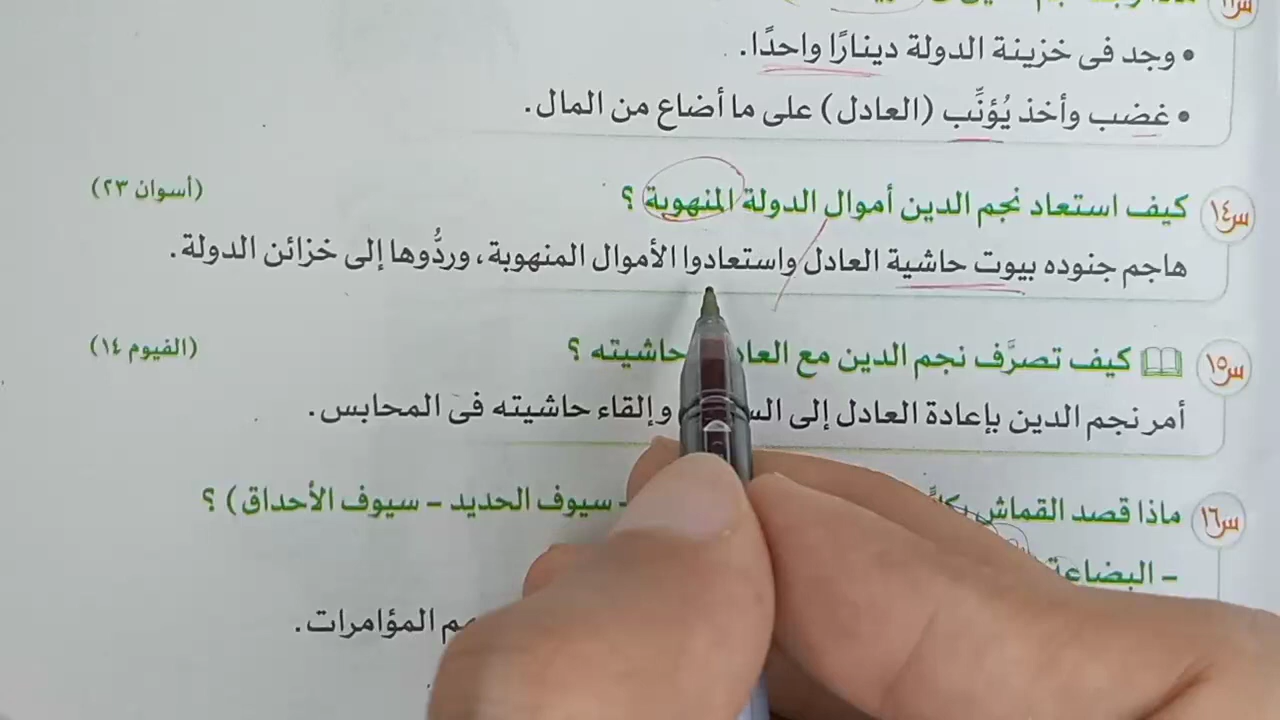 • وجد فى خزينة الدولة دينارًا واحدًا.
• غضب وأخذ يُؤنِّب (العادل) على ما أضاع من المال.
س١٤ كيف استعاد نجم الدين أموال الدولة المنهوبة ؟ (أسوان ٢٣)
هاجم جنوده بيوت حاشية العادل واستعادوا الأموال المنهوبة، وردُّوها إلى خزائن الدولة.
س١٥ كيف تصرَّف نجم الدين مع حاشيته ؟ (الفيوم ١٤)
أمر نجم الدين بإعادة العادل إلى وإلقاء حاشيته فى المحابس.
س١٦ ماذا قصد القماش - سيوف الحديد - سيوف الأحداق) ؟
- البضاعة
المؤامرات.